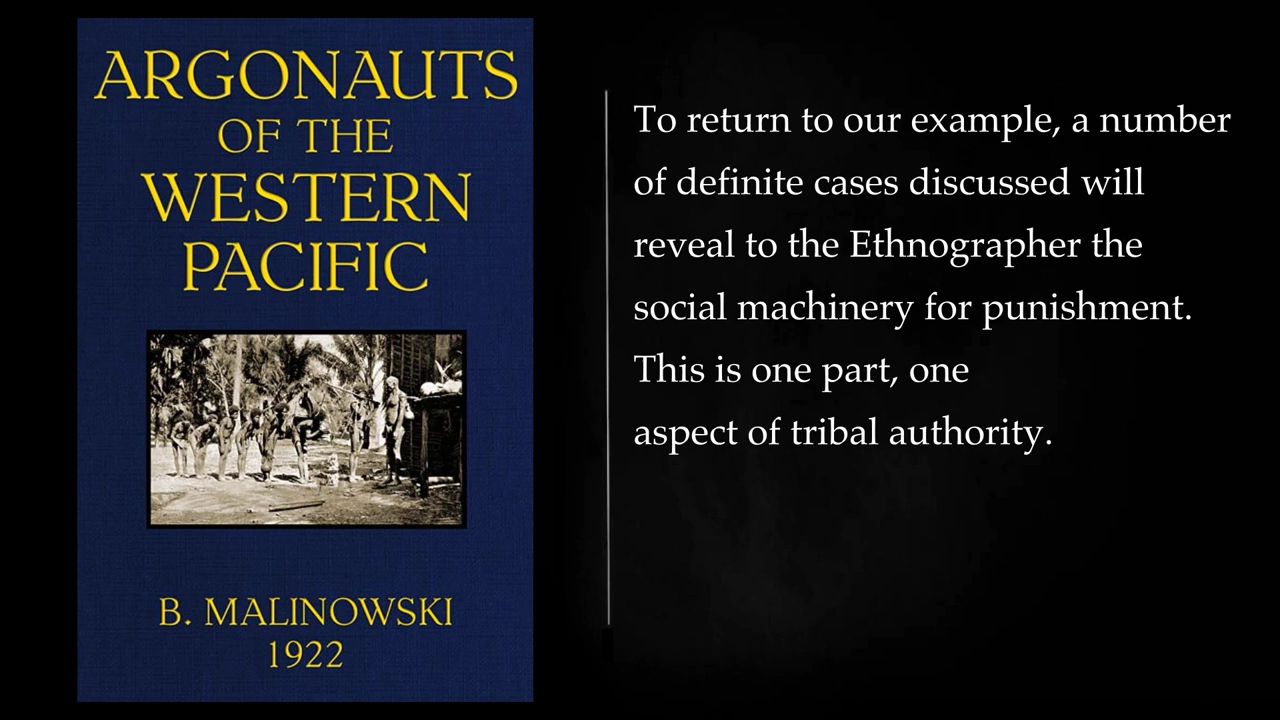 ARGONAUTS
OF THE
WESTERN
PACIFIC
B. MALINOWSKI
1922
To return to our example, a number
of definite cases discussed will
reveal to the Ethnographer the
social machinery for punishment.
This is one part, one
aspect of tribal authority.